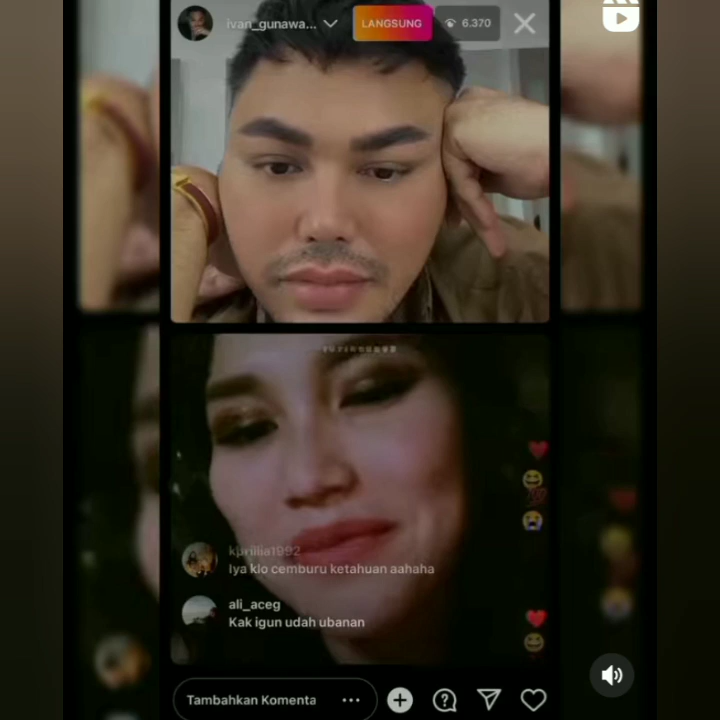 ivan_gunawa...
LANGSUNG
6.370
kprillia1992
Iya klo cemburu ketahuan aahaha
ali_aceg
Kak igun udah ubanan
Tambahkan Komenta